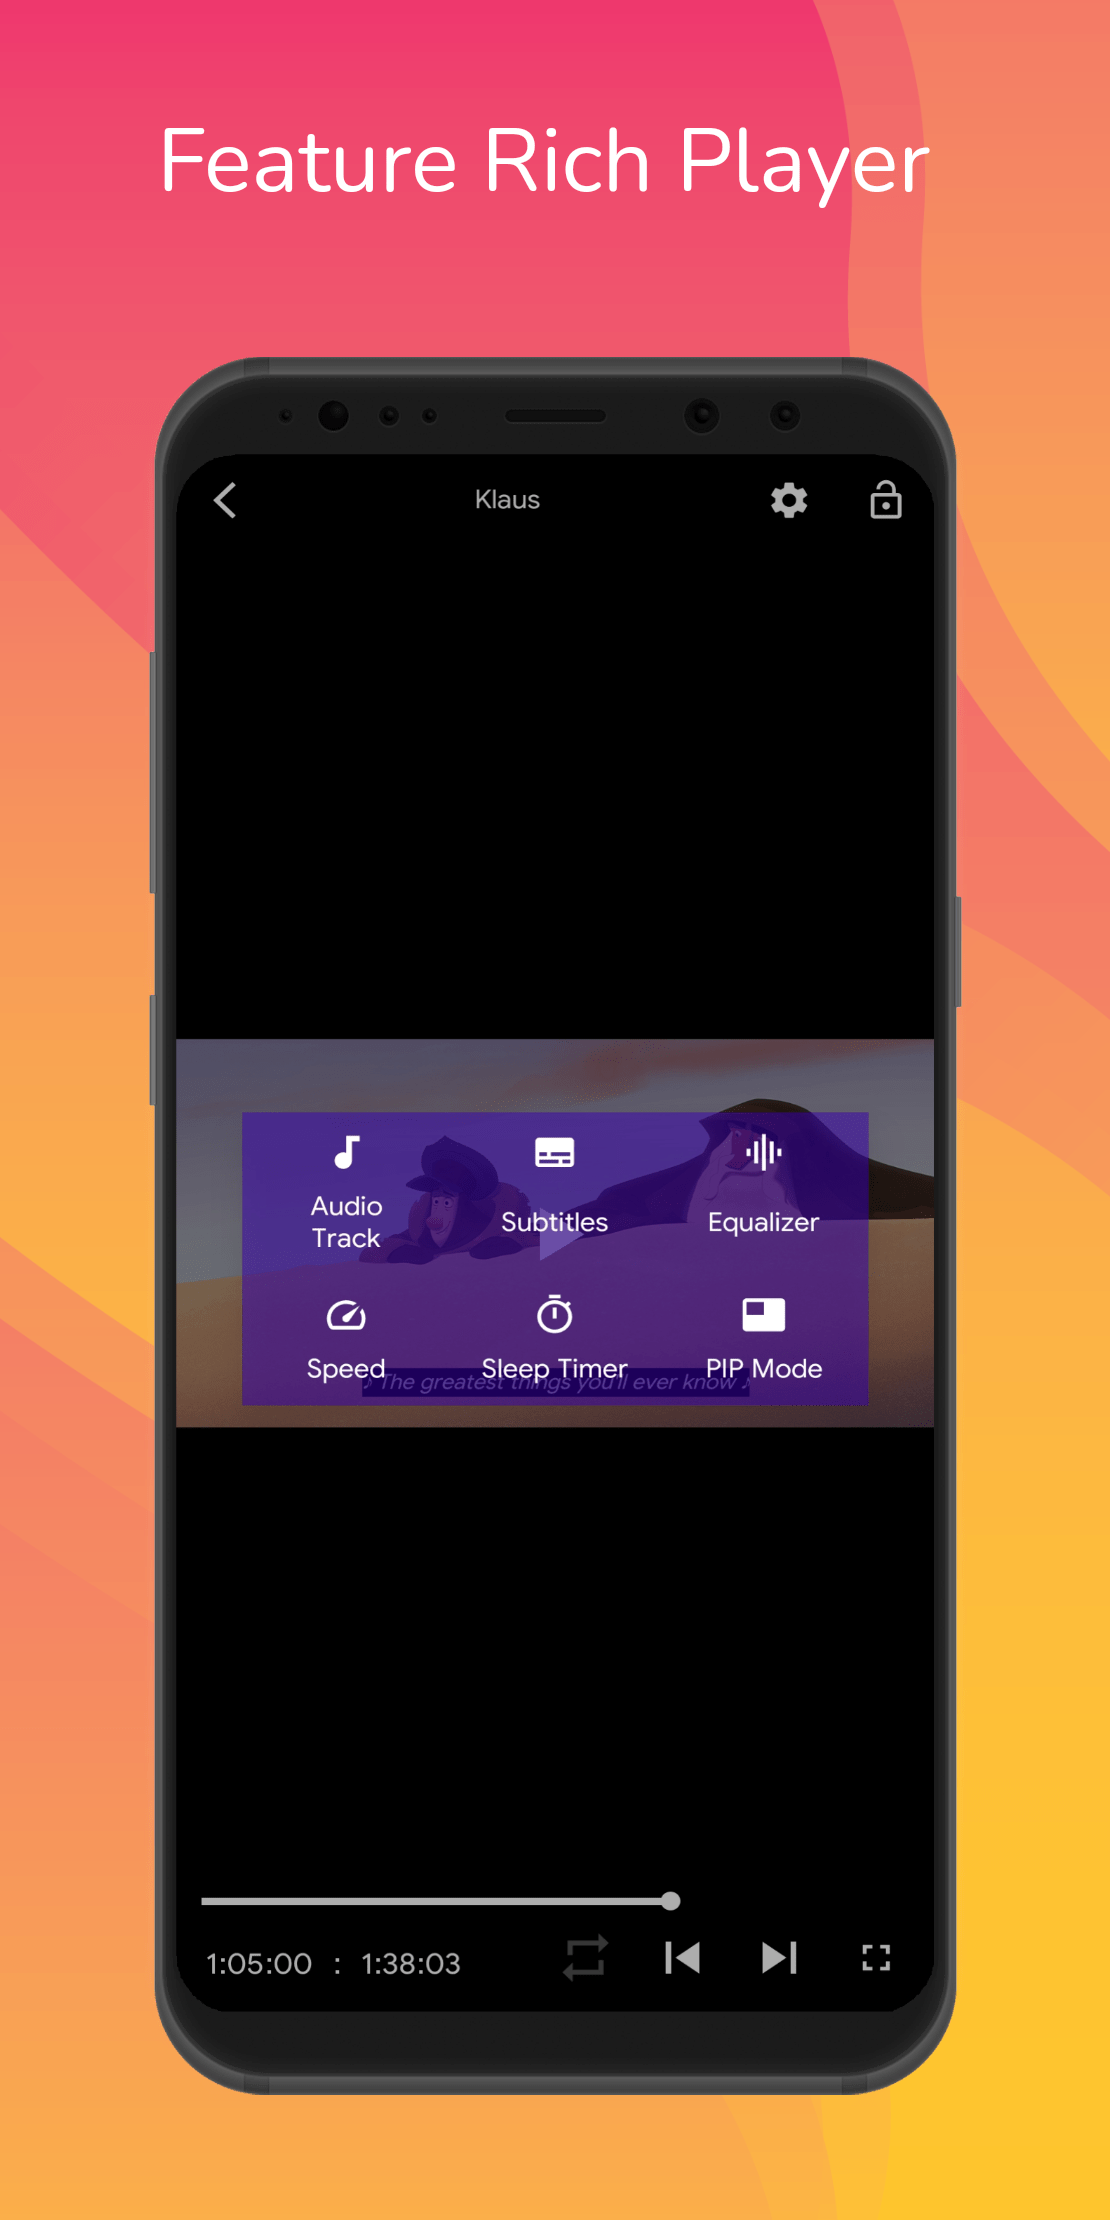 Feature Rich Player
Klaus
Audio
Track
Subtitles
Equalizer
Speed
Sleep Timer
PIP Mode
♪ The greatest things you'll ever know ♪
1:05:00 : 1:38:03